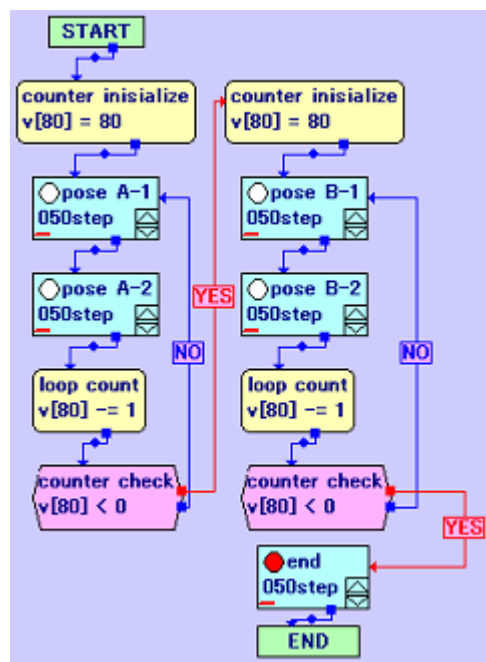 START
counter inisialize
v[80] = 80
pose A-1
050step
pose A-2
050step
NO
loop count
v[80] -= 1
counter check
v[80] < 0
YES
counter inisialize
v[80] = 80
pose B-1
050step
pose B-2
050step
NO
loop count
v[80] -= 1
counter check
v[80] < 0
YES
end
050step
END